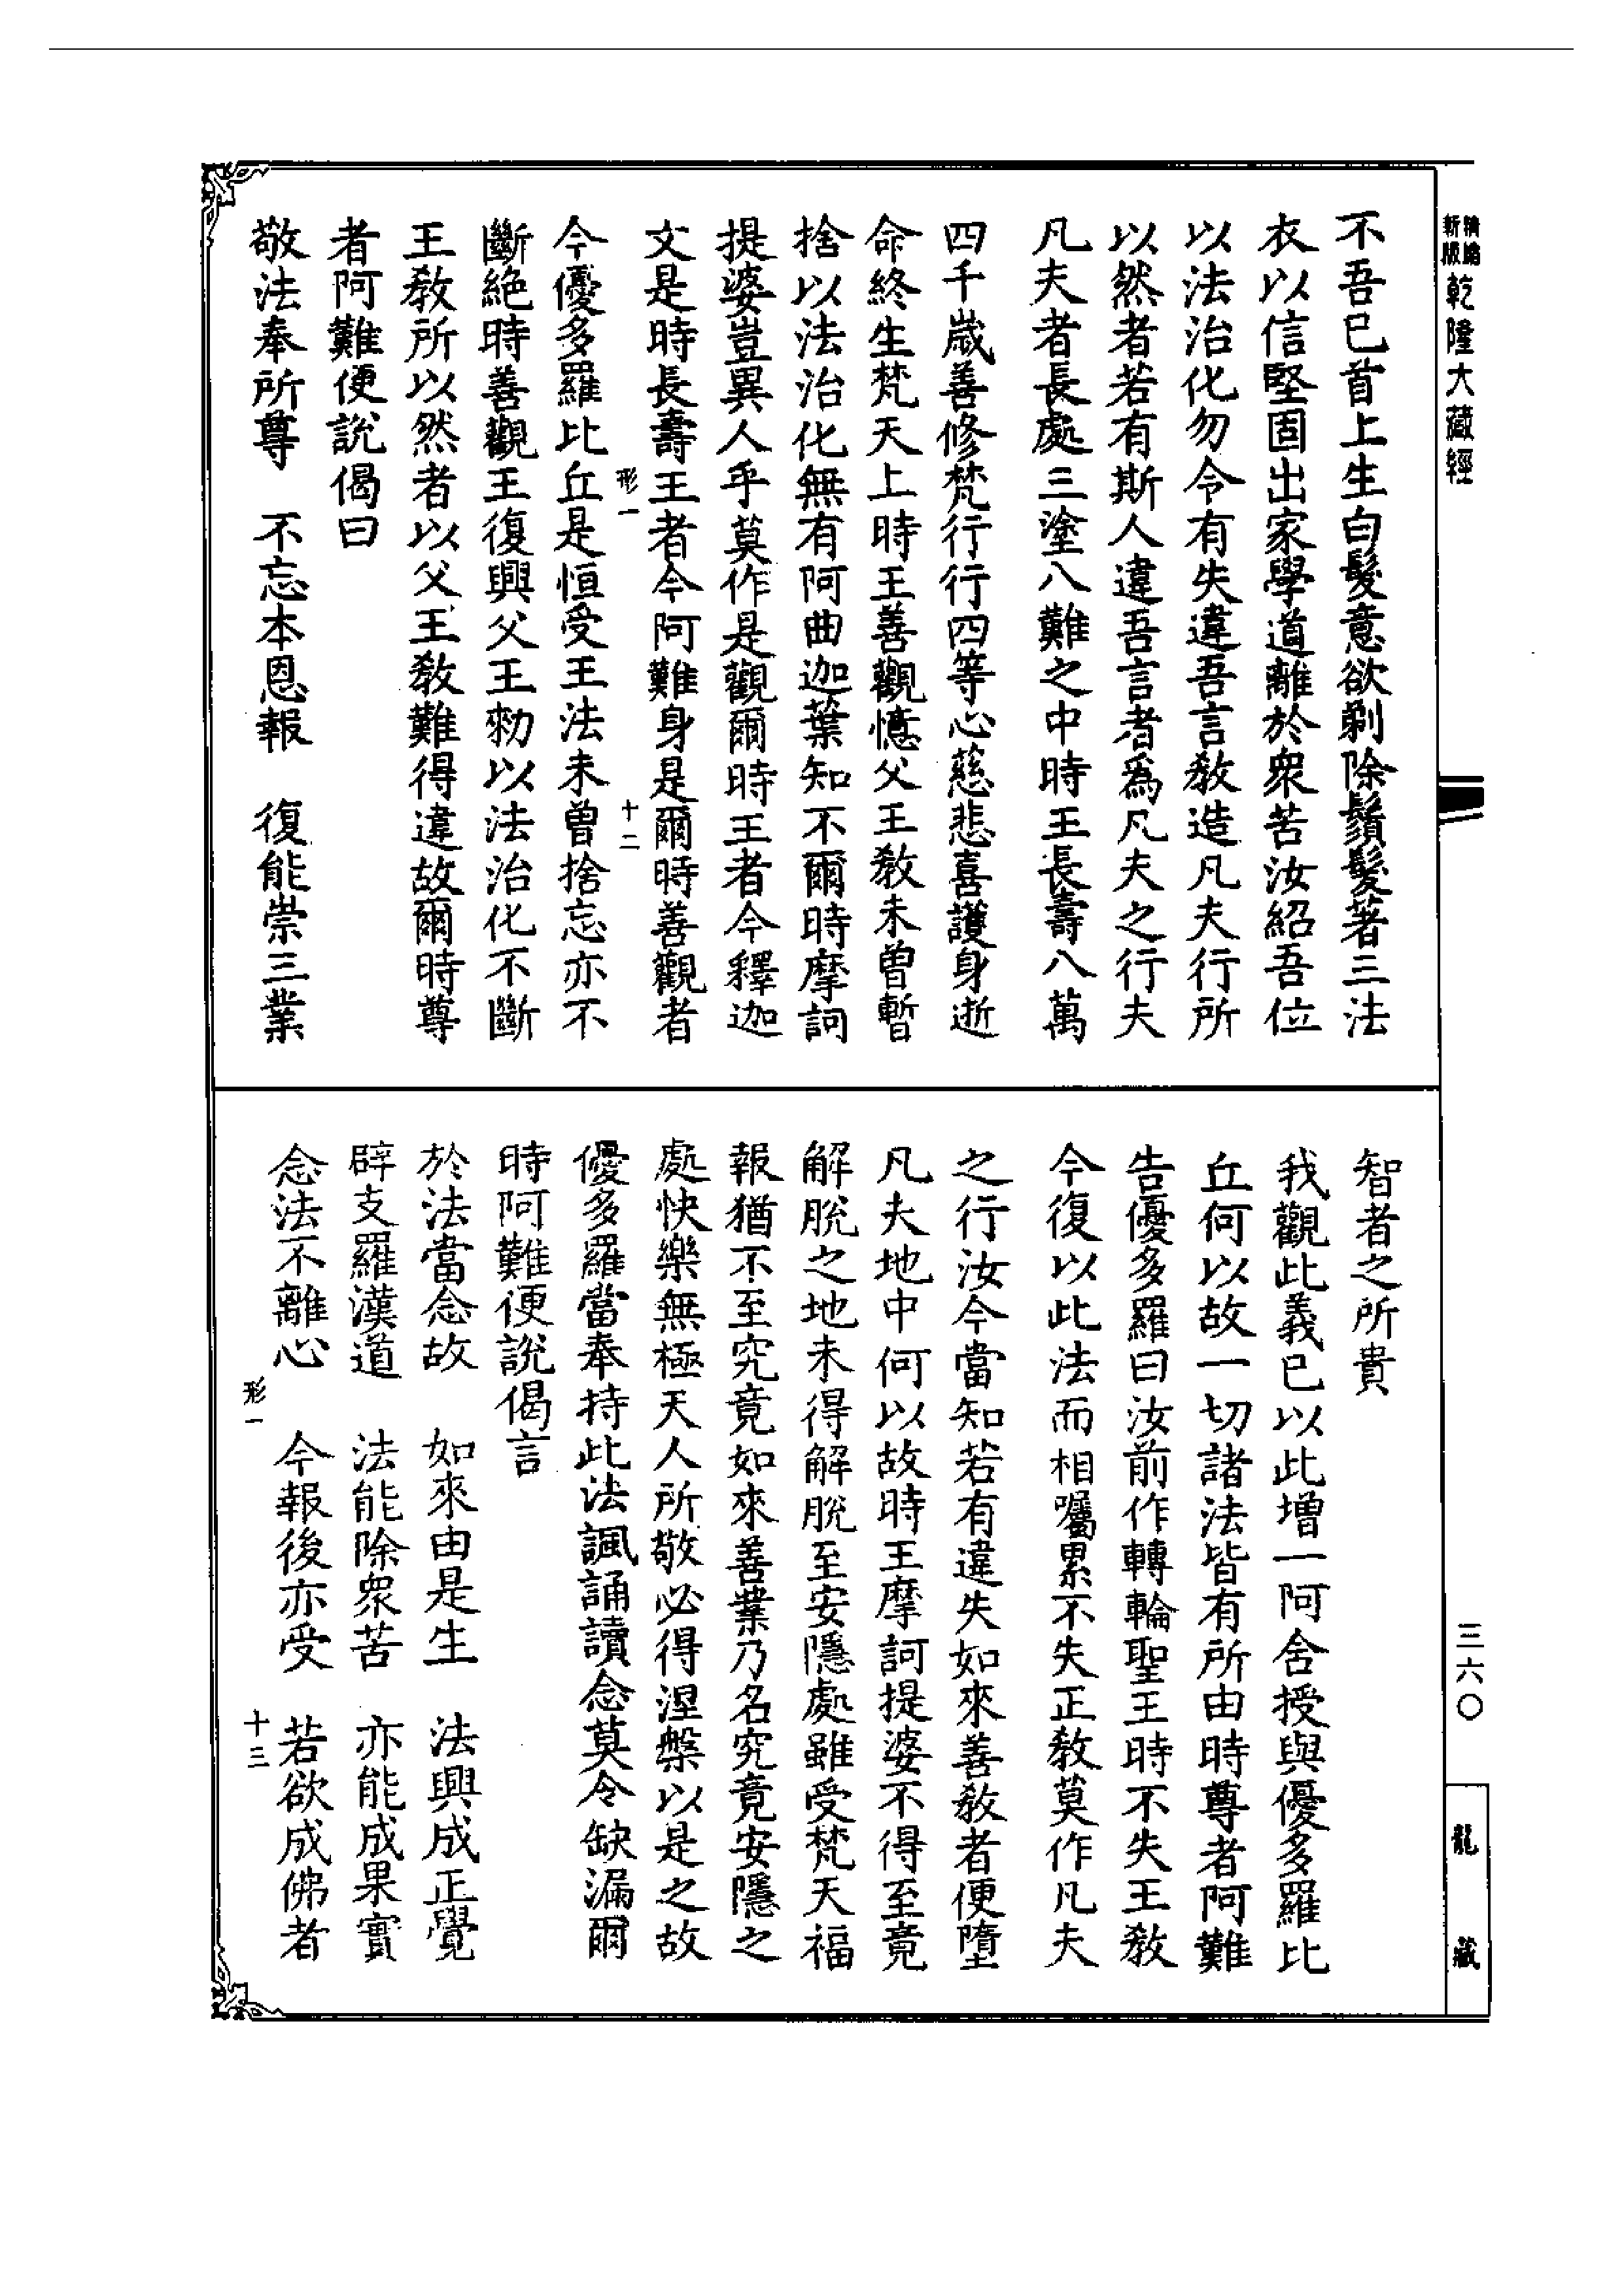 新版
精編
乾隆大藏經
不吾巳首上生白髮意欲剃除鬚髮著三法
衣以信堅固出家學道離於衆苦汝紹吾位
以法治化勿令有失違吾言教造凡夫行所
以然者若有斯人違吾言者爲凡夫之行夫
凡夫者長處三塗八難之中時王長壽八萬
四千歲善修梵行行四等心慈悲喜護身逝
命終生梵天上時王善觀憶父王教未曾暫
捨以法治化無有阿曲迦葉知不爾時摩訶
提婆豈異人乎莫作是觀爾時王者今釋迦
文是時長壽王者今阿難身是爾時善觀者
形一
十二
今優多羅比丘是恒受王法未曾捨忘亦不
斷絕時善觀王復興父王勅以法治化不斷
王教所以然者以父王教難得違故爾時尊
者阿難便說偈曰
敬法奉所尊　不忘本恩報　復能崇三業
智者之所貴
我觀此義已以此增一阿含授與優多羅比
丘何以故一切諸法皆有所由時尊者阿難
告優多羅曰汝前作轉輪聖王時不失王教
今復以此法而相囑累不失正教莫作凡夫
之行汝今當知若有違失如來善教者便墮
凡夫地中何以故時王摩訶提婆不得至竟
解脫之地未得解脫至安隱處雖受梵天福
報猶不至究竟如來善業乃名究竟安隱之
處快樂無極天人所敬必得涅槃以是之故
優多羅當奉持此法諷誦讀念莫令缺漏爾
時阿難便說偈言
於法當念故　如來由是生　法興成正覺
辟支羅漢道　法能除衆苦　亦能成果實
念法不離心　今報後亦受　若欲成佛者
形一
十三
三六〇
龍藏